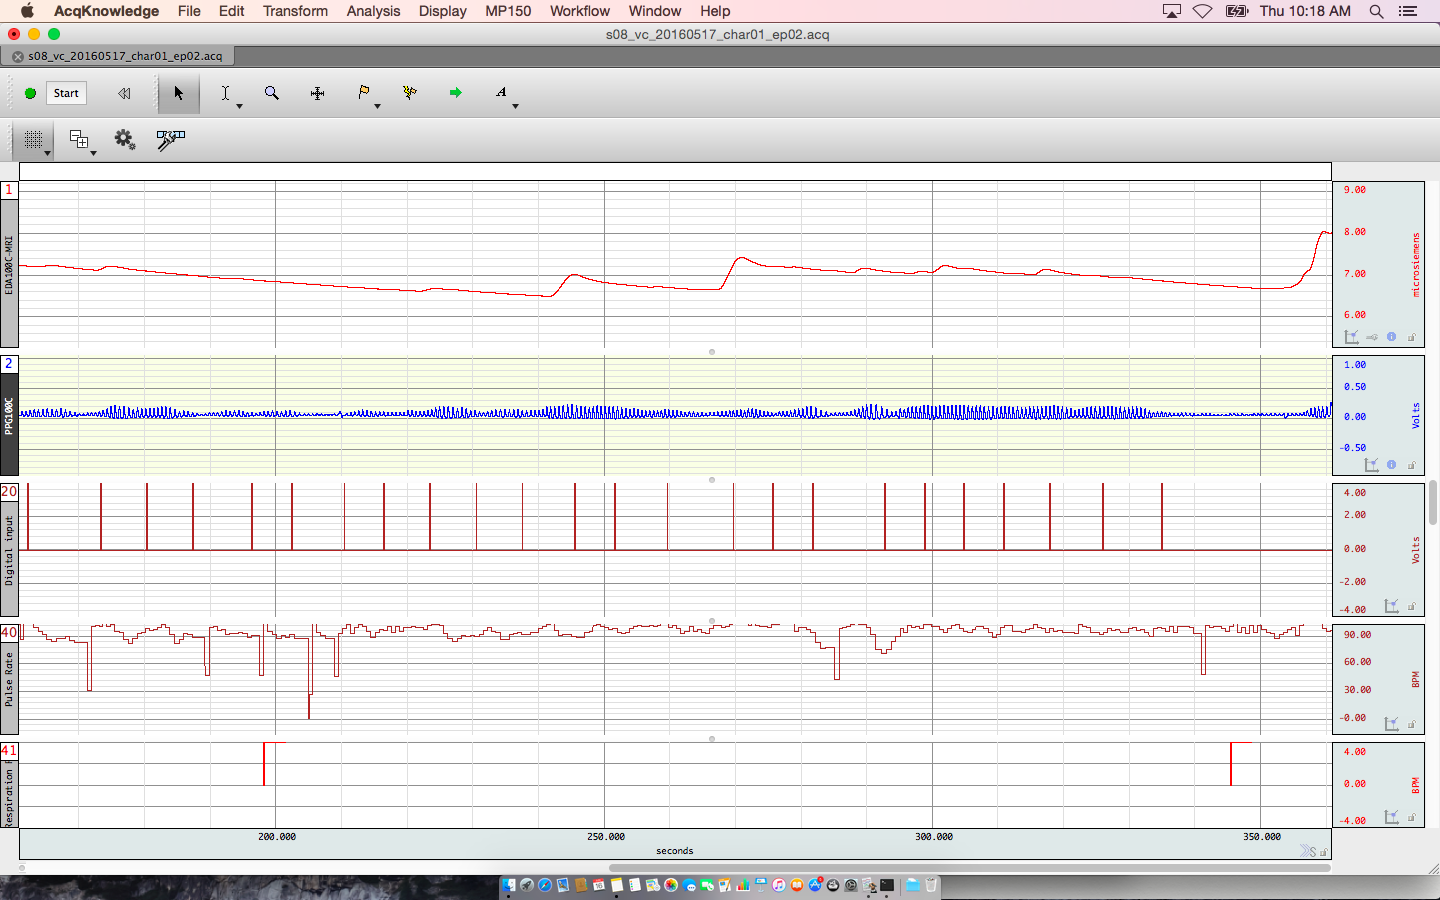 AcqKnowledge File Edit Transform Analysis Display MP150 Workflow Window Help Thu 10:18 AM
s08_vc_20160517_char01_ep02.acq
s08_vc_20160517_char01_ep02.acq
Start
1
EDA100C-MRI
9.00
8.00
7.00
6.00
microsiemens
2
PPG100C
1.00
0.50
0.00
-0.50
Volts
20
Digital input
4.00
2.00
0.00
-2.00
-4.00
Volts
40
Pulse Rate
90.00
60.00
30.00
-0.00
BPM
41
Respiration
4.00
0.00
-4.00
BPM
200.000 250.000 300.000 350.000
seconds